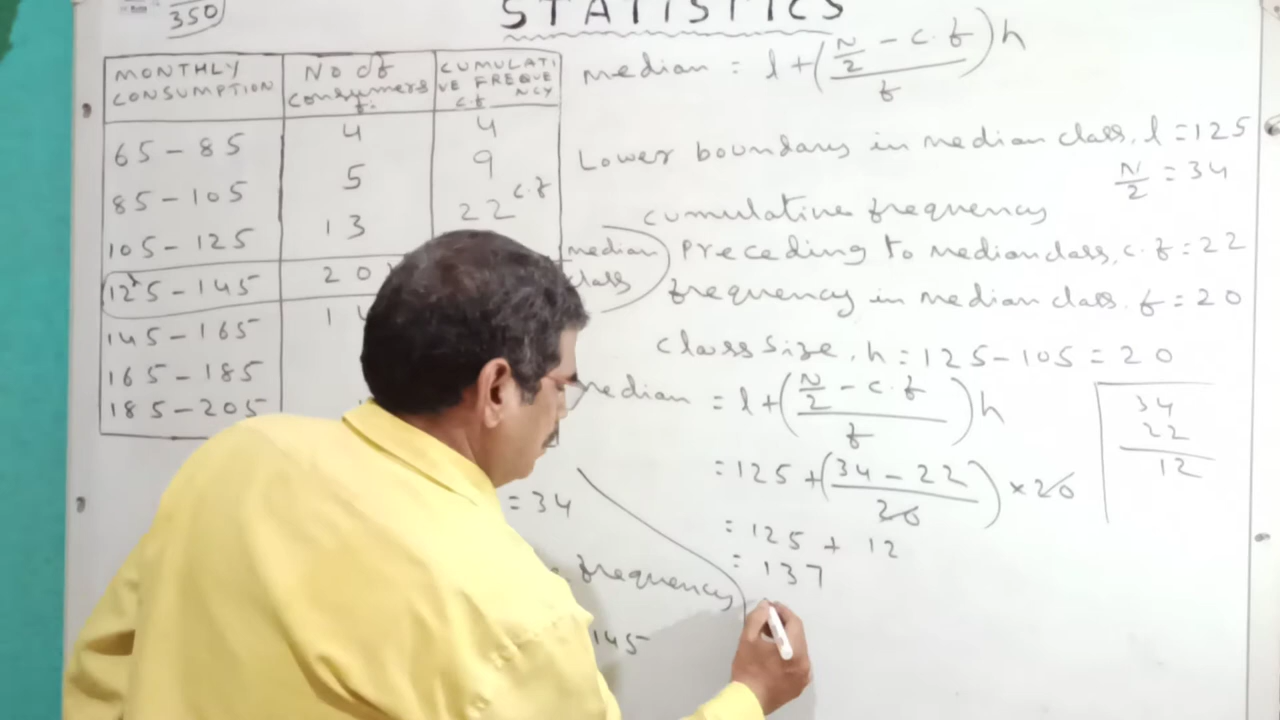 350
STATISTICS
MONTHLY CONSUMPTION | No of consumers f. | CUMULATIVE FREQUENCY c.f
65-85 | 4 | 4
85-105 | 5 | 9
105-125 | 13 | 22 c.f
125-145 | 20 median class
145-165 | 14
165-185
185-205
median = l+(N/2 - c.f / f)h
Lower boundary in median class, l = 125
N/2 = 34
cumulative frequency
preceding to median class, c.f = 22
frequency in median class, f = 20
class size, h = 125-105 = 20
median = l+(N/2 - c.f / f)h
= 125 + (34 - 22 / 20) × 20
= 125 + 12
= 137
34
22
12
= 34
frequency
145